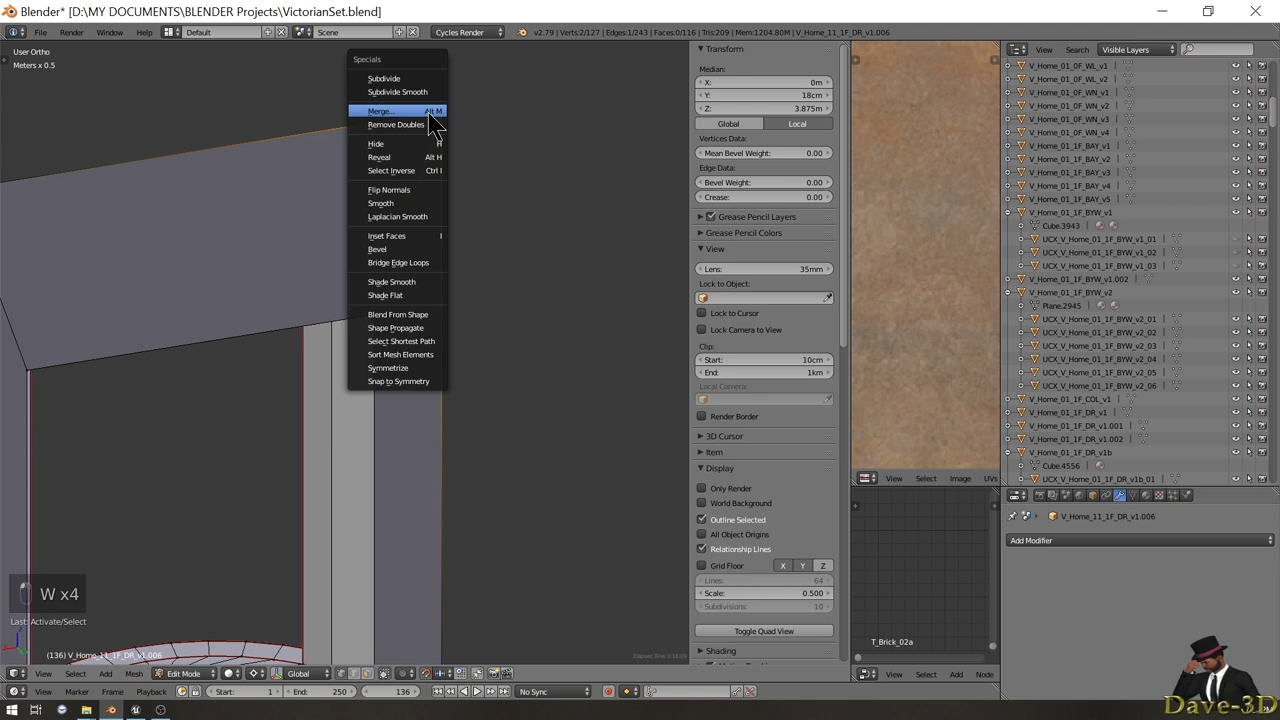 Blender* [D:\MY DOCUMENTS\BLENDER Projects\VictorianSet.blend]
File Render Window Help Default Scene Cycles Render v2.79 | Verts:2/127 | Edges:1/243 | Faces:0/116 | Tris:209 | Mem:1204.80M | V_Home_11_1F_DR_v1.006
User Ortho
Meters x 0.5
Specials
Subdivide
Subdivide Smooth
Merge... Alt M
Remove Doubles
Hide H
Reveal Alt H
Select Inverse Ctrl I
Flip Normals
Smooth
Laplacian Smooth
Inset Faces I
Bevel
Bridge Edge Loops
Shade Smooth
Shade Flat
Blend From Shape
Shape Propagate
Select Shortest Path
Sort Mesh Elements
Symmetrize
Snap to Symmetry
W x4
Last: Activate/Select
(136) V_Home_11_1F_DR_v1.006
View Select Add Mesh Edit Mode Global
View Marker Frame Playback Start: 1 End: 250 136 No Sync
Transform
Median:
X: 0m
Y: 18cm
Z: 3.875m
Global Local
Vertices Data:
Mean Bevel Weight: 0.00
Edge Data:
Bevel Weight: 0.00
Crease: 0.00
Grease Pencil Layers
Grease Pencil Colors
View
Lens: 35mm
Lock to Object:
Lock to Cursor
Lock Camera to View
Clip:
Start: 10cm
End: 1km
Local Camera:
Render Border
3D Cursor
Item
Display
Only Render
World Background
Outline Selected
All Object Origins
Relationship Lines
Grid Floor X Y Z
Lines: 64
Scale: 0.500
Subdivisions: 10
Toggle Quad View
Shading
View Select Image UVs
T_Brick_02a
View Select Add Node
View Search Visible Layers
V_Home_01_0F_WL_v1
V_Home_01_0F_WL_v2
V_Home_01_0F_WN_v1
V_Home_01_0F_WN_v2
V_Home_01_0F_WN_v3
V_Home_01_0F_WN_v4
V_Home_01_1F_BAY_v1
V_Home_01_1F_BAY_v2
V_Home_01_1F_BAY_v3
V_Home_01_1F_BAY_v4
V_Home_01_1F_BAY_v5
V_Home_01_1F_BYW_v1
Cube.3943
UCX_V_Home_01_1F_BYW_v1_01
UCX_V_Home_01_1F_BYW_v1_02
UCX_V_Home_01_1F_BYW_v1_03
V_Home_01_1F_BYW_v1.002
V_Home_01_1F_BYW_v2
Plane.2945
UCX_V_Home_01_1F_BYW_v2_01
UCX_V_Home_01_1F_BYW_v2_02
UCX_V_Home_01_1F_BYW_v2_03
UCX_V_Home_01_1F_BYW_v2_04
UCX_V_Home_01_1F_BYW_v2_05
UCX_V_Home_01_1F_BYW_v2_06
V_Home_01_1F_COL_v1
V_Home_01_1F_DR_v1
V_Home_01_1F_DR_v1.001
V_Home_01_1F_DR_v1.002
V_Home_01_1F_DR_v1b
Cube.4556
UCX_V_Home_01_1F_DR_v1b_01
V_Home_11_1F_DR_v1.006
Add Modifier
Dave-3D